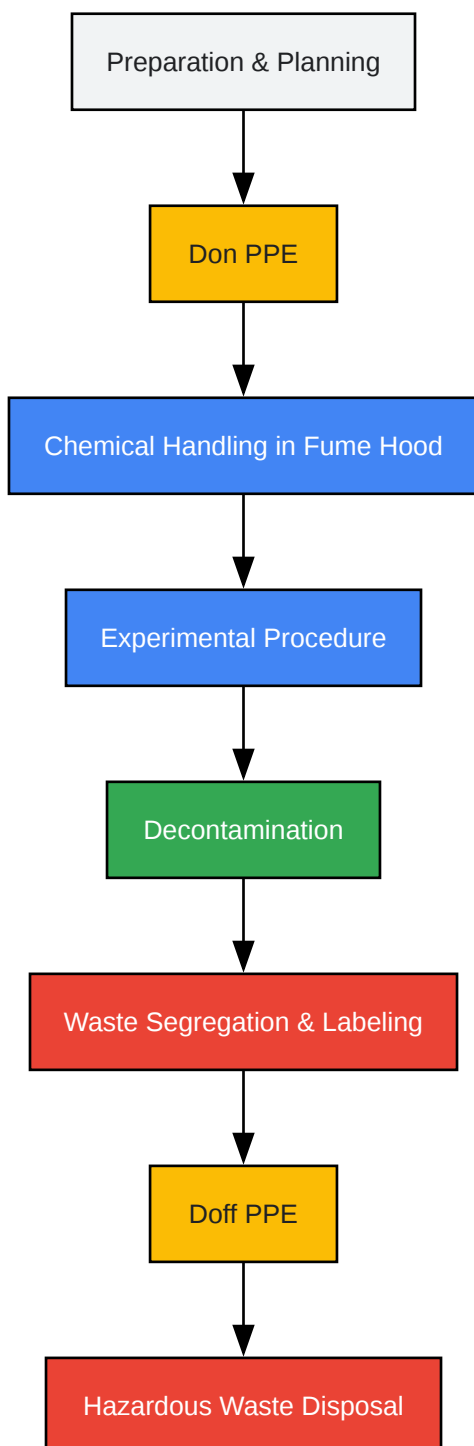 Preparation & Planning
Don PPE
Chemical Handling in Fume Hood
Experimental Procedure
Decontamination
Waste Segregation & Labeling
Doff PPE
Hazardous Waste Disposal